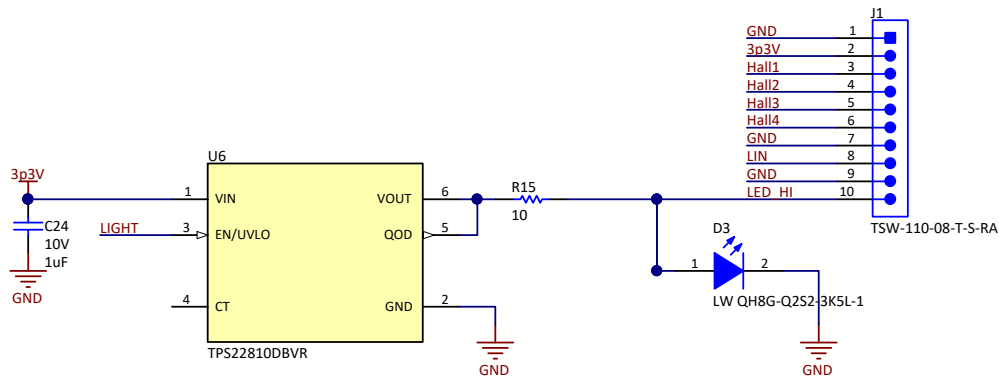 J1
GND 1
3p3V 2
Hall1 3
Hall2 4
Hall3 5
Hall4 6
GND 7
LIN 8
GND 9
LED_HI 10
TSW-110-08-T-S-RA
U6
3p3V
1 VIN VOUT 6
R15
10
C24
10V
1uF
GND
LIGHT 3 EN/UVLO QOD 5
4 CT GND 2
TPS22810DBVR
GND
D3
1 2
LW QH8G-Q2S2-3K5L-1
GND